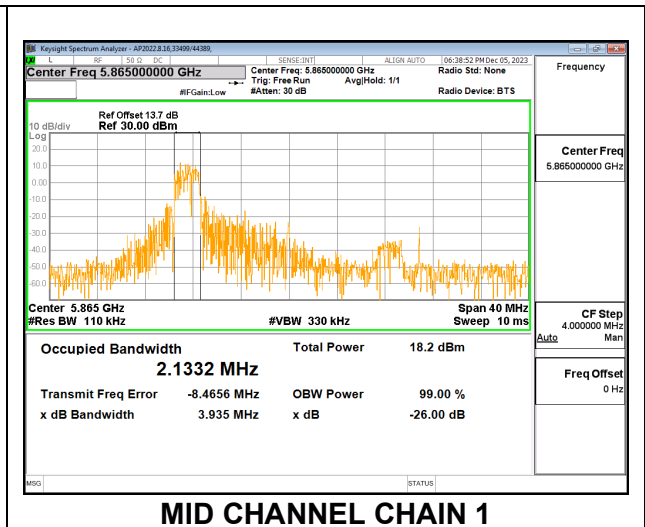 Keysight Spectrum Analyzer - AP2022.8.16,33499/44389,
L RF 50 Ω DC SENSE:INT ALIGN AUTO 06:38:52 PM Dec 05, 2023
Center Freq 5.865000000 GHz
Center Freq: 5.865000000 GHz
Radio Std: None
Trig: Free Run Avg|Hold: 1/1
#IFGain:Low #Atten: 30 dB Radio Device: BTS
Frequency
Ref Offset 13.7 dB
10 dB/div Ref 30.00 dBm
Log
20.0
10.0
0.00
-10.0
-20.0
-30.0
-40.0
-50.0
-60.0
Center 5.865 GHz Span 40 MHz
#Res BW 110 kHz #VBW 330 kHz Sweep 10 ms
Center Freq
5.865000000 GHz
CF Step
4.000000 MHz
Auto Man
Freq Offset
0 Hz
Occupied Bandwidth Total Power 18.2 dBm
2.1332 MHz
Transmit Freq Error -8.4656 MHz OBW Power 99.00 %
x dB Bandwidth 3.935 MHz x dB -26.00 dB
MSG STATUS
MID CHANNEL CHAIN 1